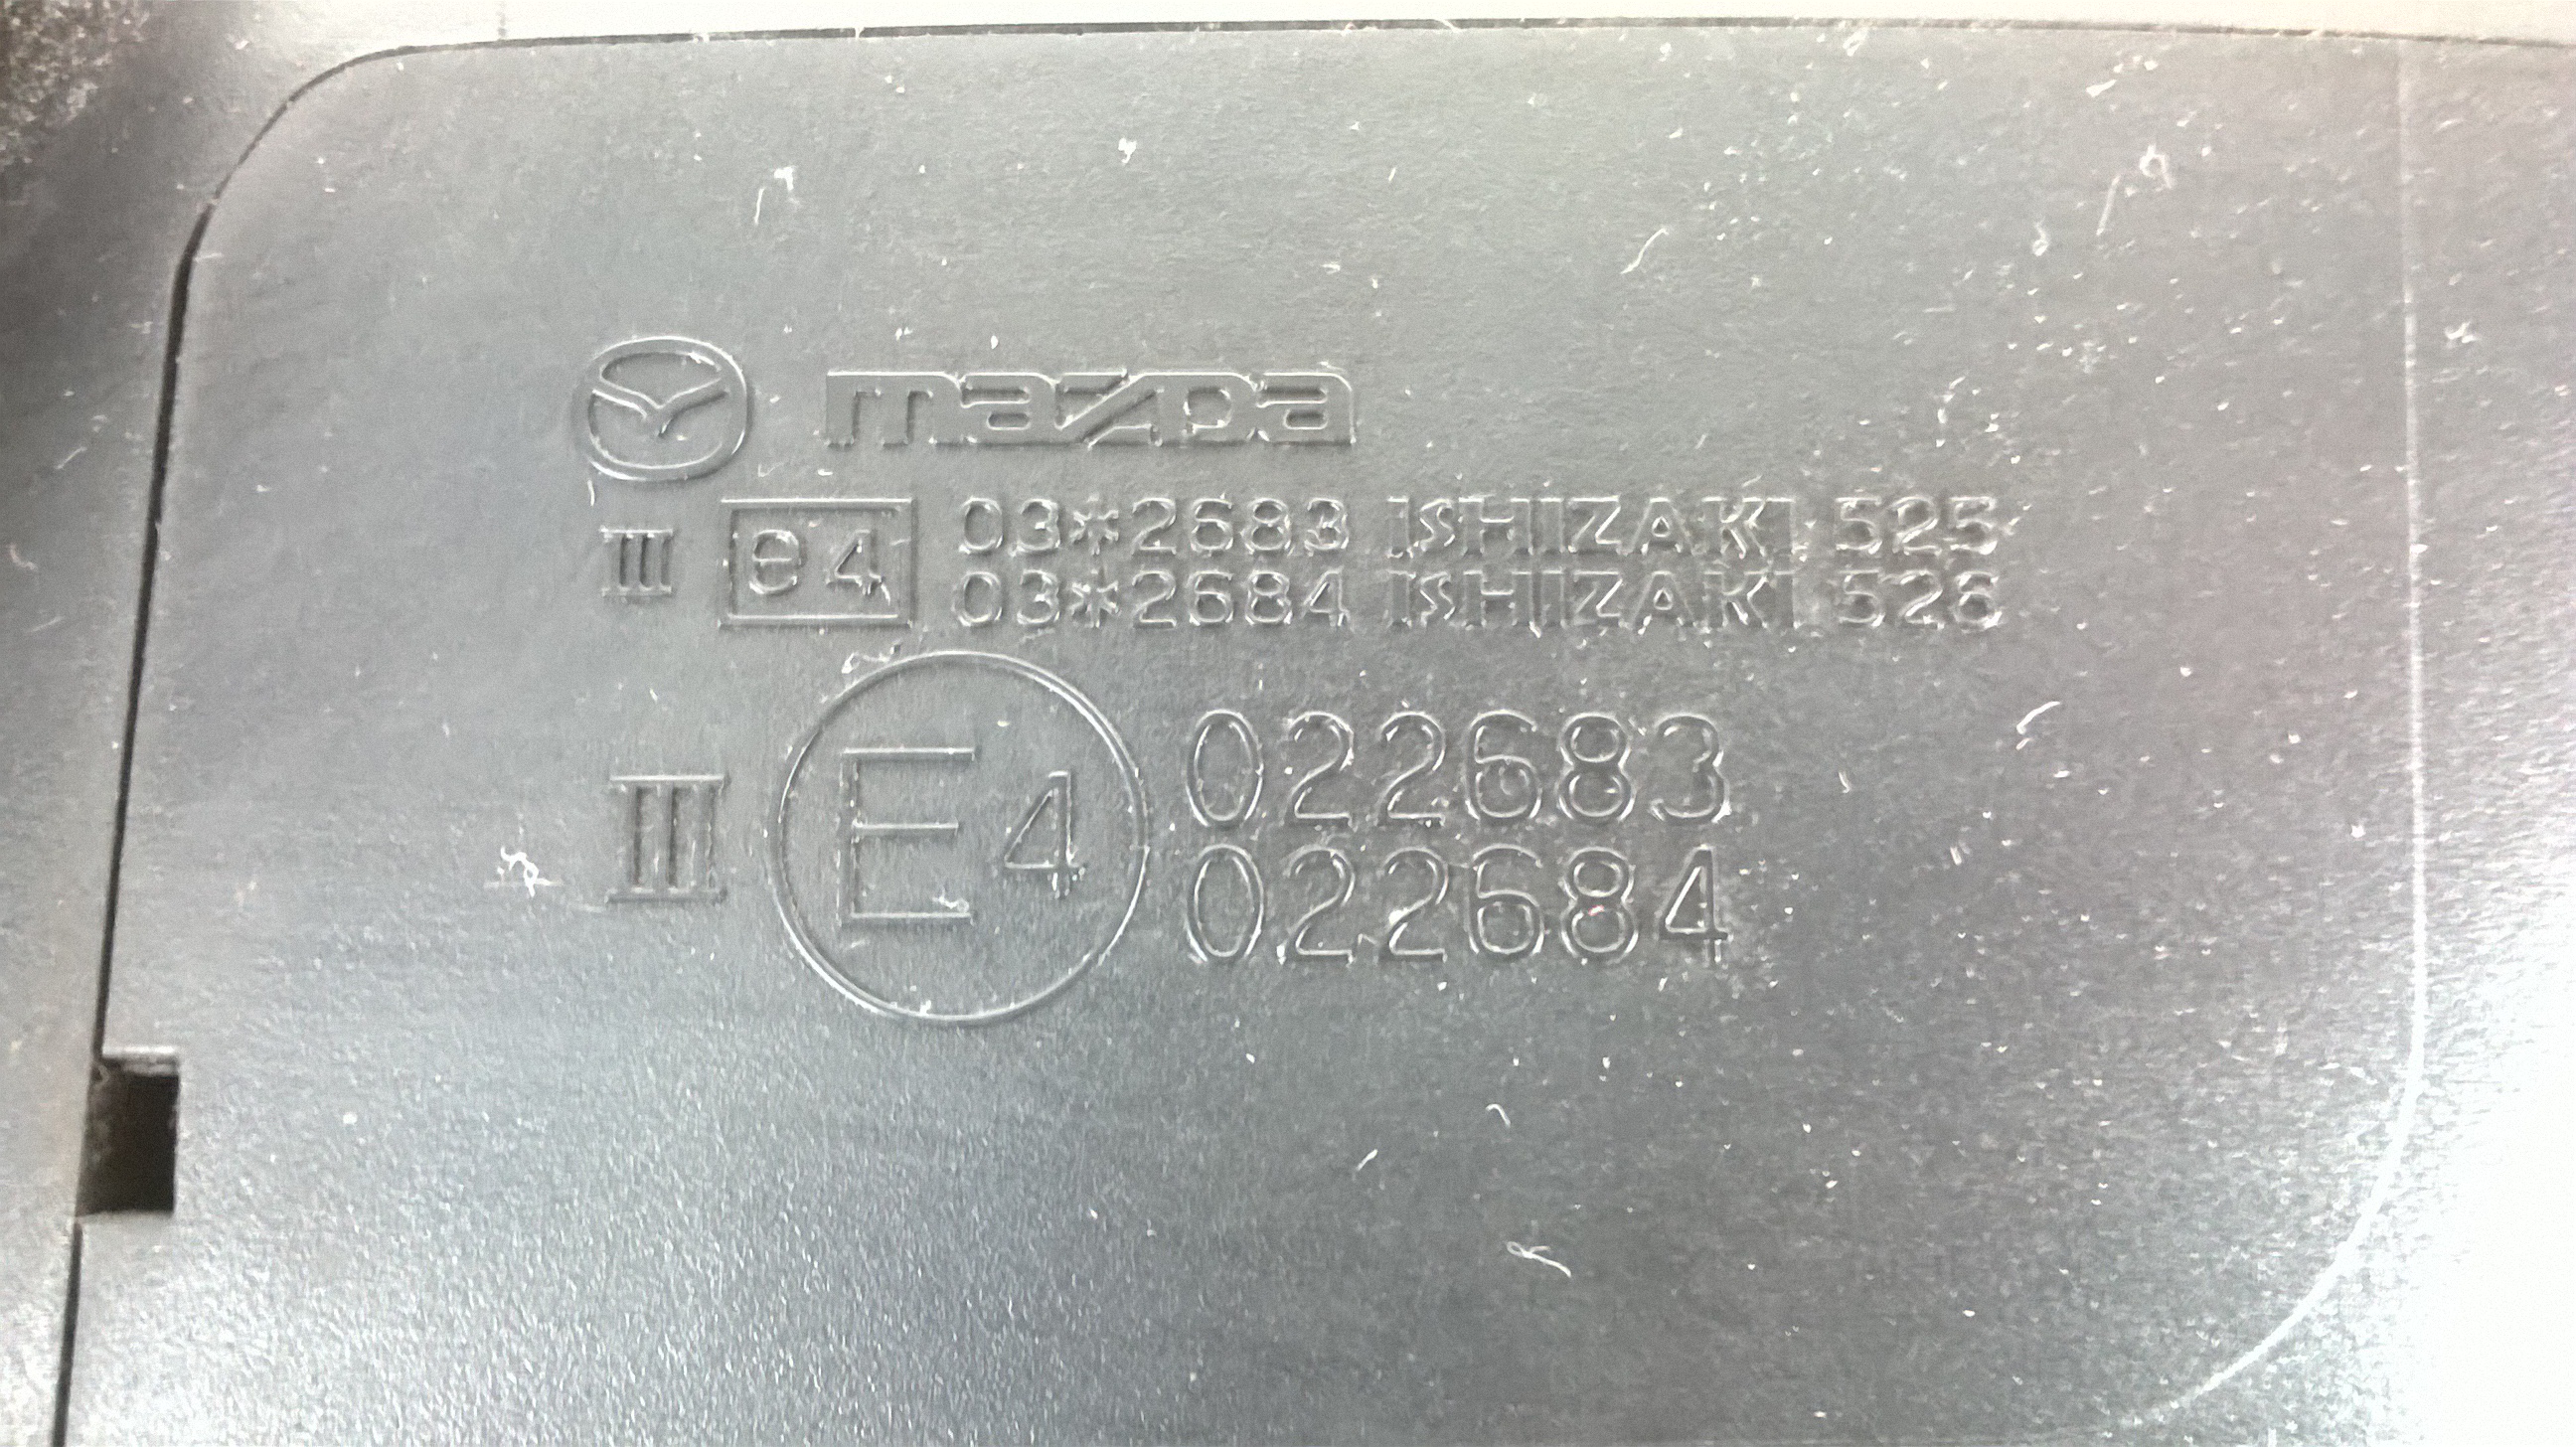 mazda
III e4 03*2683 ISHIZAKI 525
03*2684 ISHIZAKI 526
III E4 022683
022684